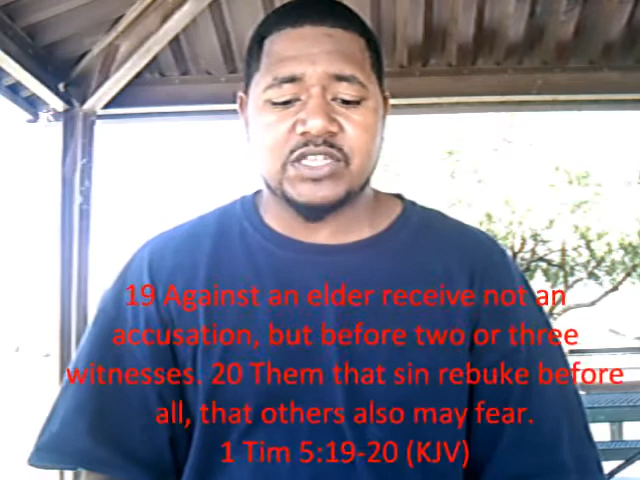 19 Against an elder receive not an
accusation, but before two or three
witnesses. 20 Them that sin rebuke before
all, that others also may fear.
1 Tim 5:19-20 (KJV)